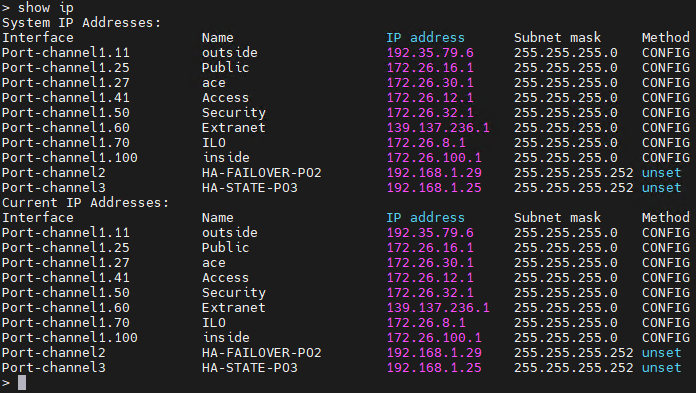 > show ip
System IP Addresses:
Interface Name IP address Subnet mask Method
Port-channel1.11 outside 192.35.79.6 255.255.255.0 CONFIG
Port-channel1.25 Public 172.26.16.1 255.255.255.0 CONFIG
Port-channel1.27 ace 172.26.30.1 255.255.255.0 CONFIG
Port-channel1.41 Access 172.26.12.1 255.255.255.0 CONFIG
Port-channel1.50 Security 172.26.32.1 255.255.255.0 CONFIG
Port-channel1.60 Extranet 139.137.236.1 255.255.255.0 CONFIG
Port-channel1.70 ILO 172.26.8.1 255.255.255.0 CONFIG
Port-channel1.100 inside 172.26.100.1 255.255.255.0 CONFIG
Port-channel2 HA-FAILOVER-PO2 192.168.1.29 255.255.255.252 unset
Port-channel3 HA-STATE-PO3 192.168.1.25 255.255.255.252 unset
Current IP Addresses:
Interface Name IP address Subnet mask Method
Port-channel1.11 outside 192.35.79.6 255.255.255.0 CONFIG
Port-channel1.25 Public 172.26.16.1 255.255.255.0 CONFIG
Port-channel1.27 ace 172.26.30.1 255.255.255.0 CONFIG
Port-channel1.41 Access 172.26.12.1 255.255.255.0 CONFIG
Port-channel1.50 Security 172.26.32.1 255.255.255.0 CONFIG
Port-channel1.60 Extranet 139.137.236.1 255.255.255.0 CONFIG
Port-channel1.70 ILO 172.26.8.1 255.255.255.0 CONFIG
Port-channel1.100 inside 172.26.100.1 255.255.255.0 CONFIG
Port-channel2 HA-FAILOVER-PO2 192.168.1.29 255.255.255.252 unset
Port-channel3 HA-STATE-PO3 192.168.1.25 255.255.255.252 unset
>